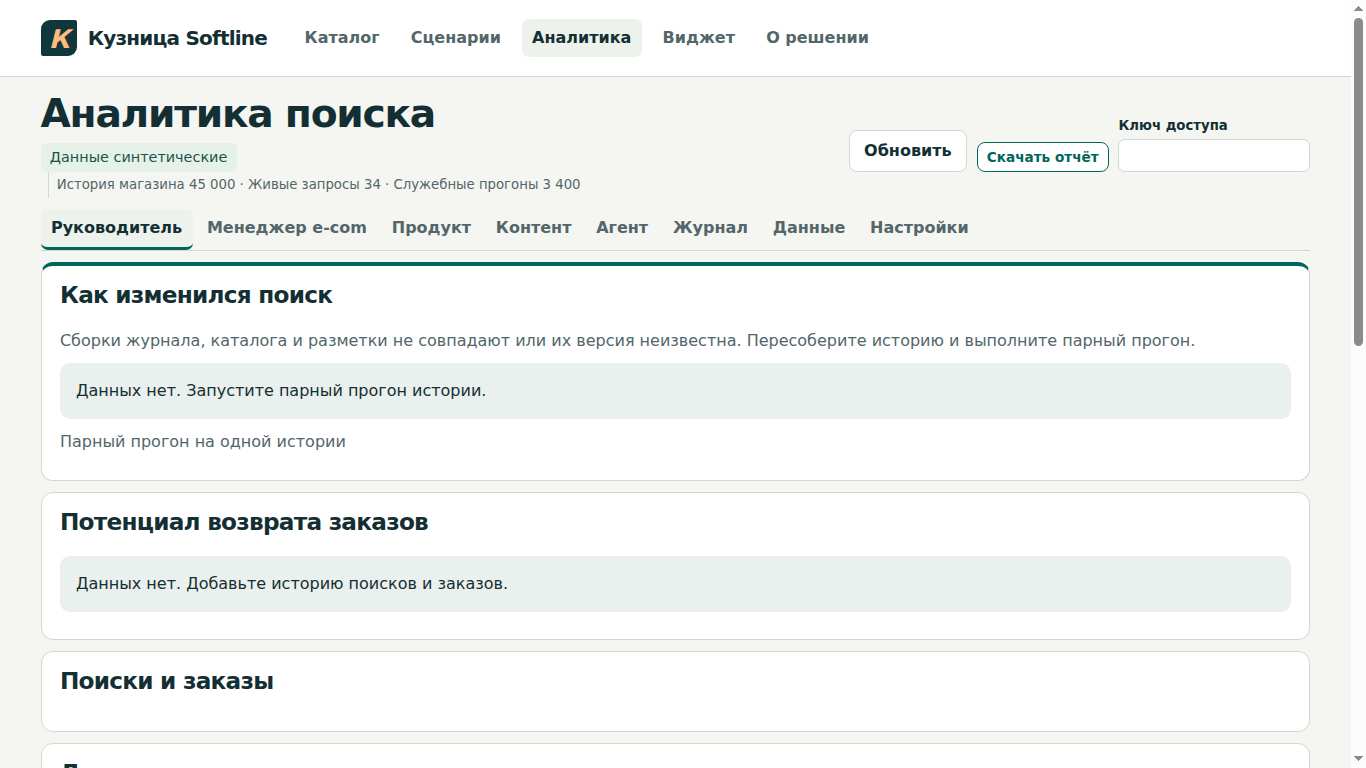 К Кузница Softline Каталог Сценарии Аналитика Виджет О решении
Аналитика поиска
Данные синтетические
История магазина 45 000 · Живые запросы 34 · Служебные прогоны 3 400
Обновить
Скачать отчёт
Ключ доступа
Руководитель Менеджер e-com Продукт Контент Агент Журнал Данные Настройки
Как изменился поиск
Сборки журнала, каталога и разметки не совпадают или их версия неизвестна. Пересоберите историю и выполните парный прогон.
Данных нет. Запустите парный прогон истории.
Парный прогон на одной истории
Потенциал возврата заказов
Данных нет. Добавьте историю поисков и заказов.
Поиски и заказы